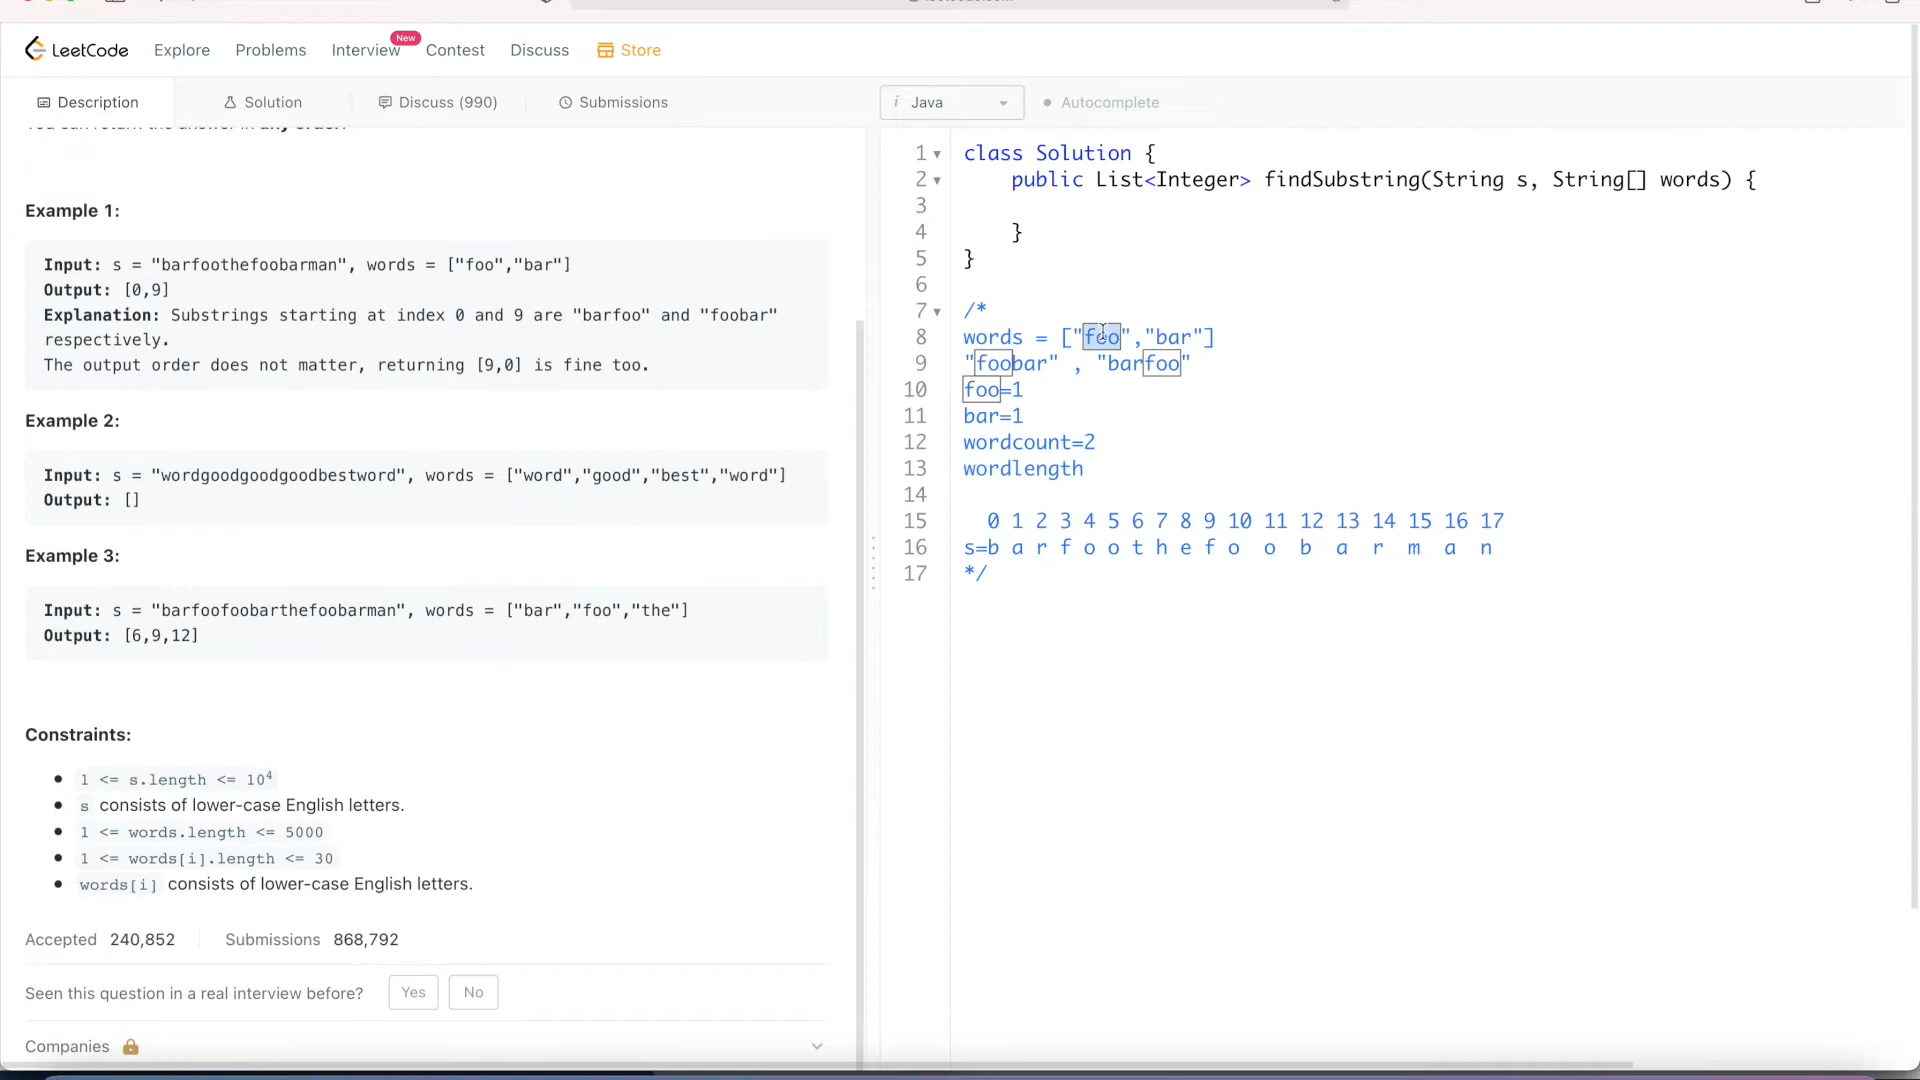 LeetCode Explore Problems Interview New Contest Discuss Store
Description Solution Discuss (990) Submissions
i Java Autocomplete
Example 1:
Input: s = "barfoothefoobarman", words = ["foo","bar"]
Output: [0,9]
Explanation: Substrings starting at index 0 and 9 are "barfoo" and "foobar"
respectively.
The output order does not matter, returning [9,0] is fine too.
Example 2:
Input: s = "wordgoodgoodgoodbestword", words = ["word","good","best","word"]
Output: []
Example 3:
Input: s = "barfoofoobarthefoobarman", words = ["bar","foo","the"]
Output: [6,9,12]
Constraints:
1 <= s.length <= 10⁴
s consists of lower-case English letters.
1 <= words.length <= 5000
1 <= words[i].length <= 30
words[i] consists of lower-case English letters.
Accepted 240,852 Submissions 868,792
Seen this question in a real interview before? Yes No
Companies
1 class Solution {
2 public List<Integer> findSubstring(String s, String[] words) {
3
4 }
5 }
6
7 /*
8 words = ["foo","bar"]
9 "foobar" , "barfoo"
10 foo=1
11 bar=1
12 wordcount=2
13 wordlength
14
15 0 1 2 3 4 5 6 7 8 9 10 11 12 13 14 15 16 17
16 s=b a r f o o t h e f o o b a r m a n
17 */